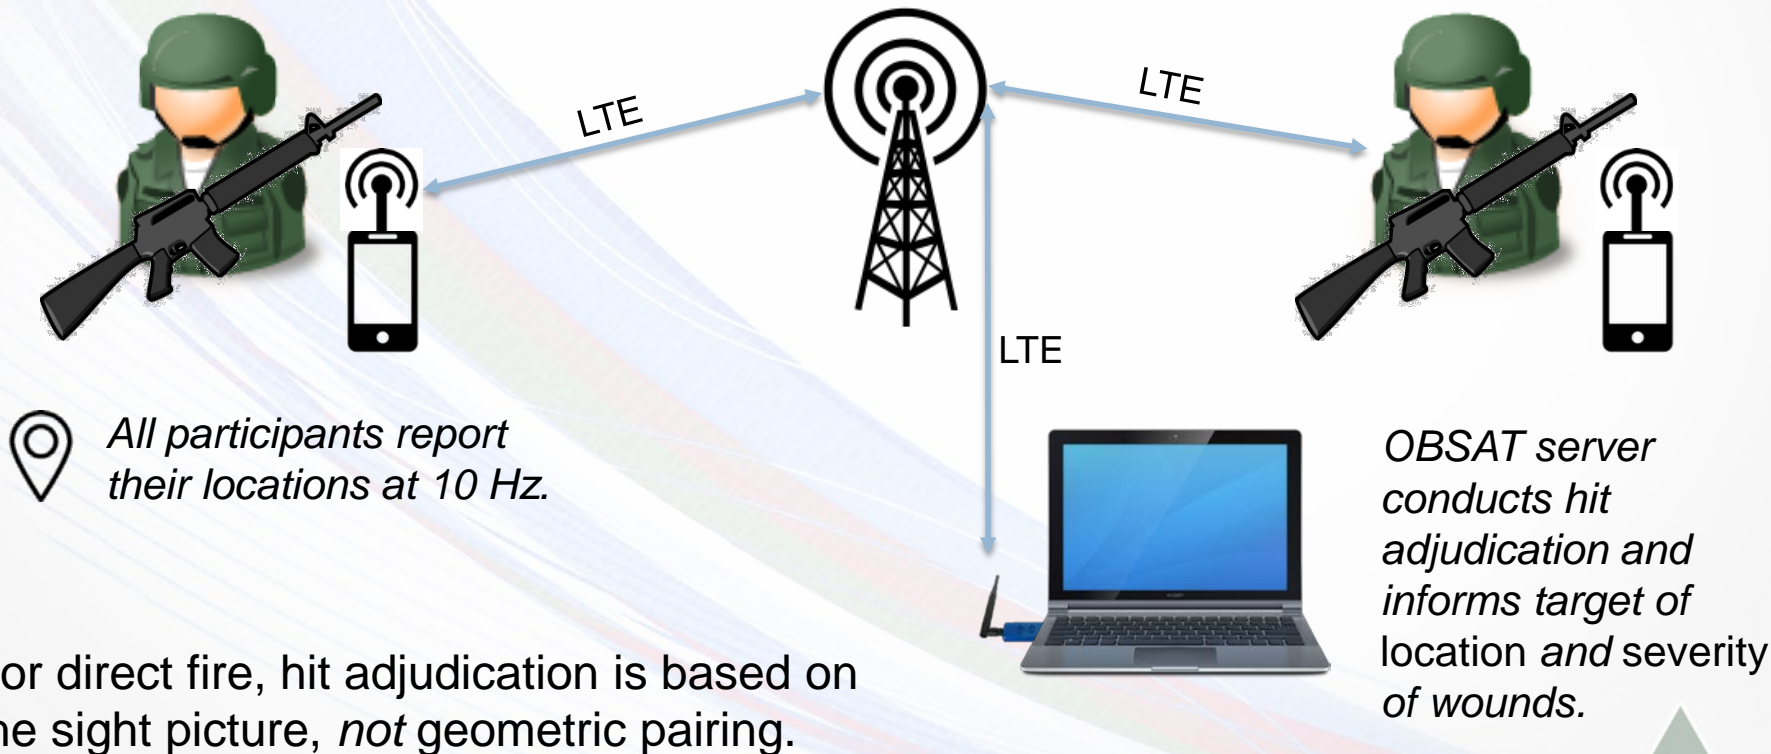 LTE
LTE
LTE
All participants report
their locations at 10 Hz.
OBSAT server
conducts hit
adjudication and
informs target of
location and severity
of wounds.
or direct fire, hit adjudication is based on
he sight picture, not geometric pairing.